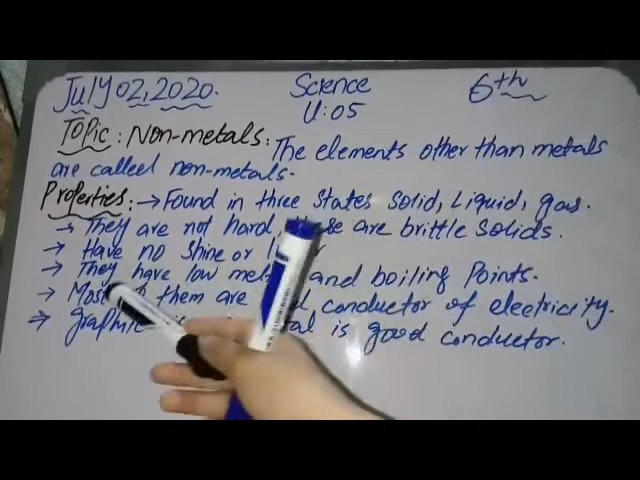 July 02, 2020. Science 6th
U:05
Topic: Non-metals: The elements other than metals
are called non-metals.
Properties: → Found in three states solid, Liquid, gas.
→ They are not hard, are brittle solids.
→ Have no shine or
→ They have low and boiling Points.
→ them are conductor of electricity.
⇒ is good conductor.